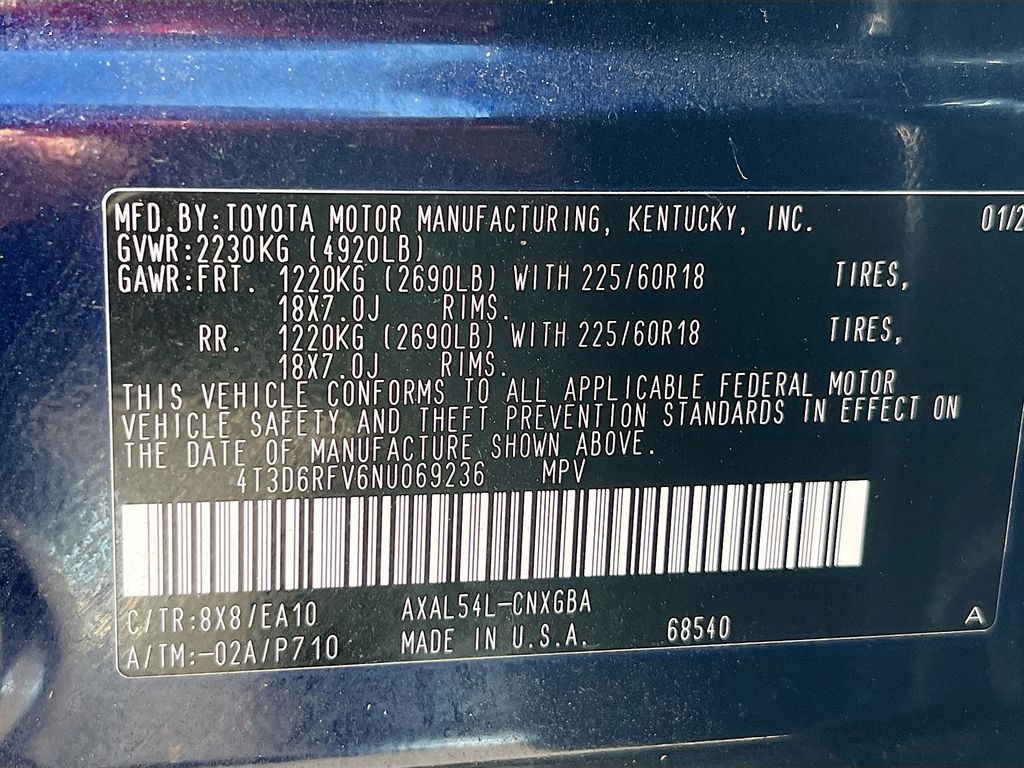 MFD.BY:TOYOTA MOTOR MANUFACTURING, KENTUCKY, INC. 01/2
GVWR:2230KG (4920LB)
GAWR:FRT. 1220KG (2690LB) WITH 225/60R18 TIRES,
18X7.0J RIMS.
RR. 1220KG (2690LB) WITH 225/60R18 TIRES,
18X7.0J RIMS.
THIS VEHICLE CONFORMS TO ALL APPLICABLE FEDERAL MOTOR
VEHICLE SAFETY AND THEFT PREVENTION STANDARDS IN EFFECT ON
THE DATE OF MANUFACTURE SHOWN ABOVE.
4T3D6RFV6NU069236 MPV
C/TR:8X8/EA10 AXAL54L-CNXGBA
A/TM:-02A/P710 MADE IN U.S.A. 68540 A